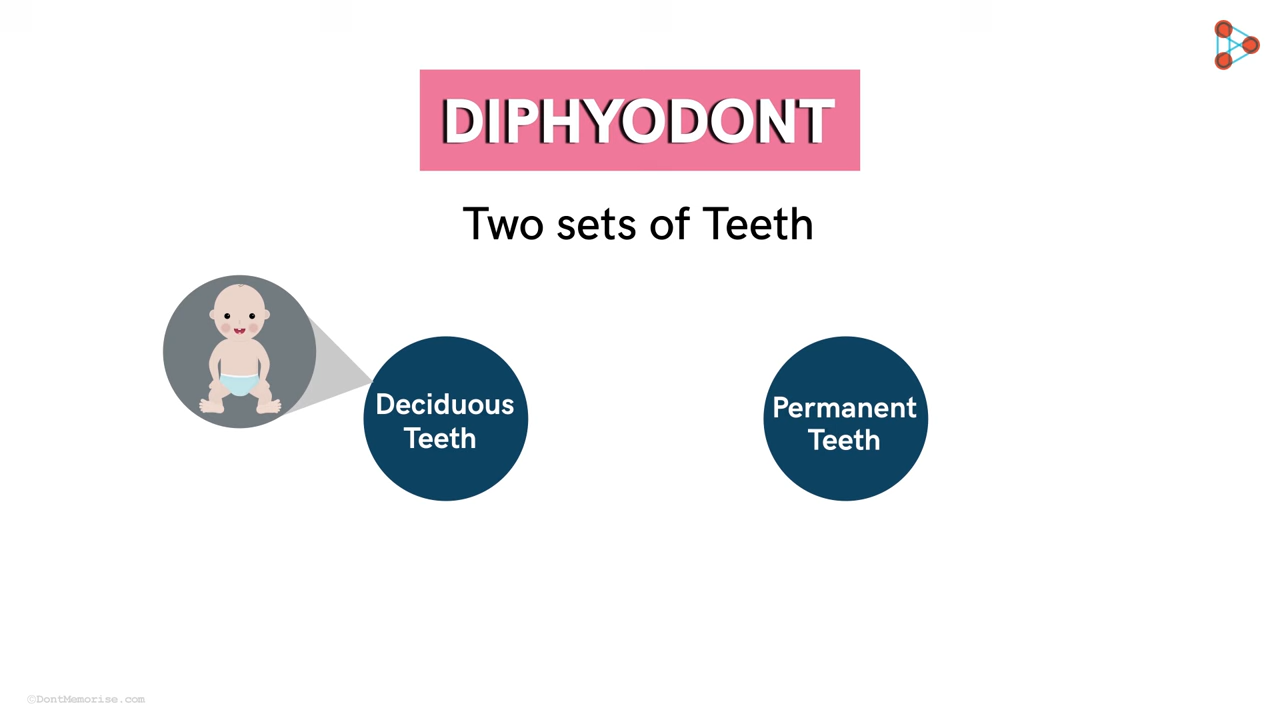 DIPHYODONT
Two sets of Teeth
Deciduous
Teeth
Permanent
Teeth
©DontMemorise.com